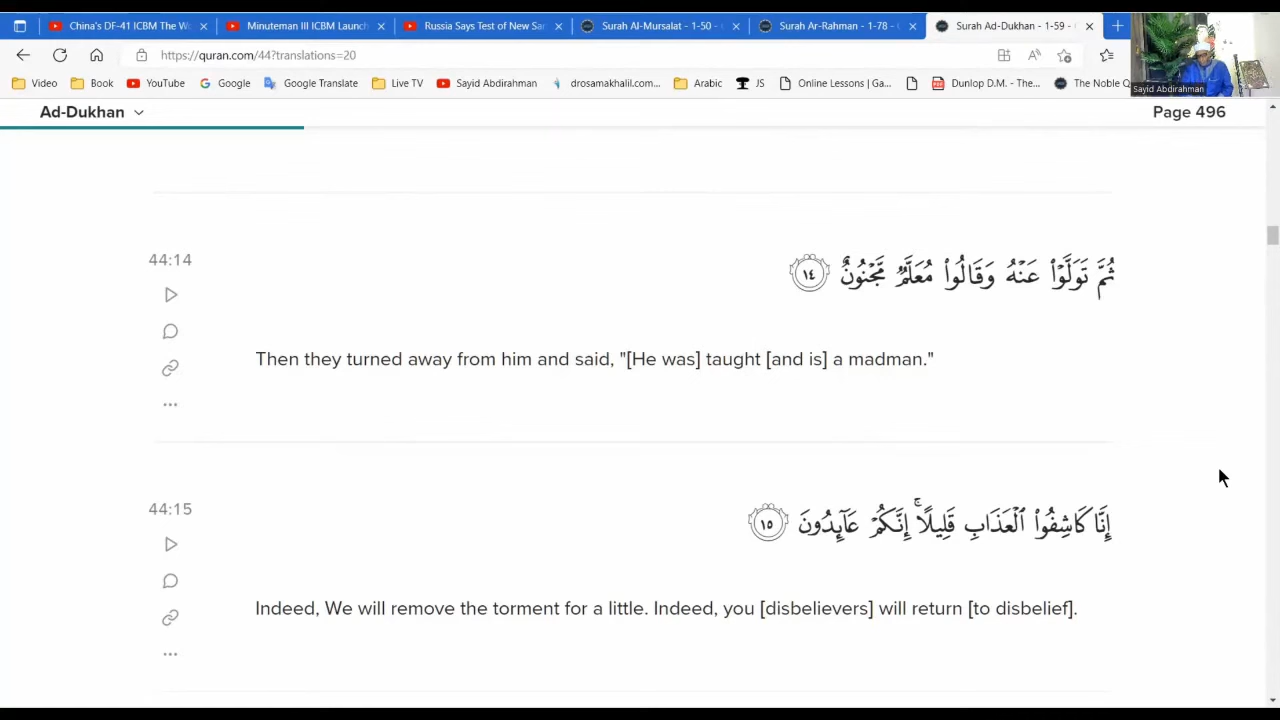 China's DF-41 ICBM The Wo
Minuteman III ICBM Launch
Russia Says Test of New Sar
Surah Al-Mursalat - 1-50 -
Surah Ar-Rahman - 1-78 -
Surah Ad-Dukhan - 1-59 -
https://quran.com/44?translations=20
Video
Book
YouTube
Google
Google Translate
Live TV
Sayid Abdirahman
drosamakhalil.com...
Arabic
JS
Online Lessons | Ga...
Dunlop D.M. - The...
The Noble Q
Sayid Abdirahman
Ad-Dukhan
Page 496
44:14
ثُمَّ تَوَلَّوْا۟ عَنْهُ وَقَالُوا۟ مُعَلَّمٌ مَّجْنُونٌ ١٤
Then they turned away from him and said, "[He was] taught [and is] a madman."
44:15
إِنَّا كَاشِفُوا۟ ٱلْعَذَابِ قَلِيلًا ۚ إِنَّكُمْ عَآئِدُونَ ١٥
Indeed, We will remove the torment for a little. Indeed, you [disbelievers] will return [to disbelief].